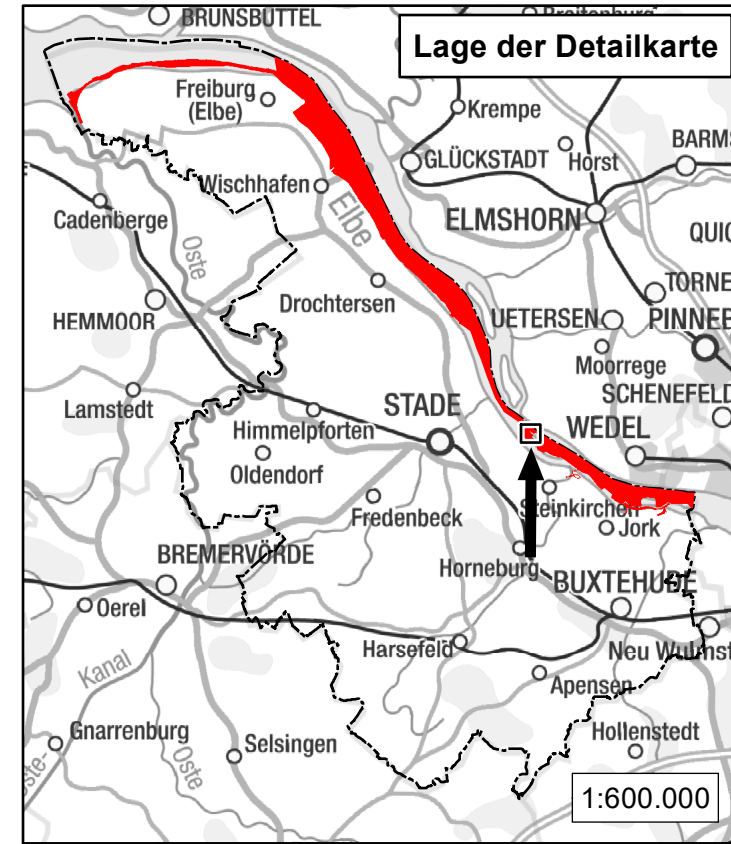 BRUNSBÜTTEL
Lage der Detailkarte
Freiburg
(Elbe)
Krempe
GLÜCKSTADT
Horst
BARMS
Wischhafen
Elbe
ELMSHORN
Cadenberge
Oste
QUIC
TORNE
Drochtersen
HEMMOOR
UETERSEN
PINNEB
Moorrege
SCHENEFELD
Lamstedt
STADE
WEDEL
Himmelpforten
Oldendorf
Steinkirchen
Fredenbeck
Jork
BREMERVÖRDE
Horneburg
BUXTEHUDE
Oerel
Harsefeld
Neu Wulmst
Kanal
Apensen
Gnarrenburg
Hollenstedt
Oste
Selsingen
Oste-
1:600.000